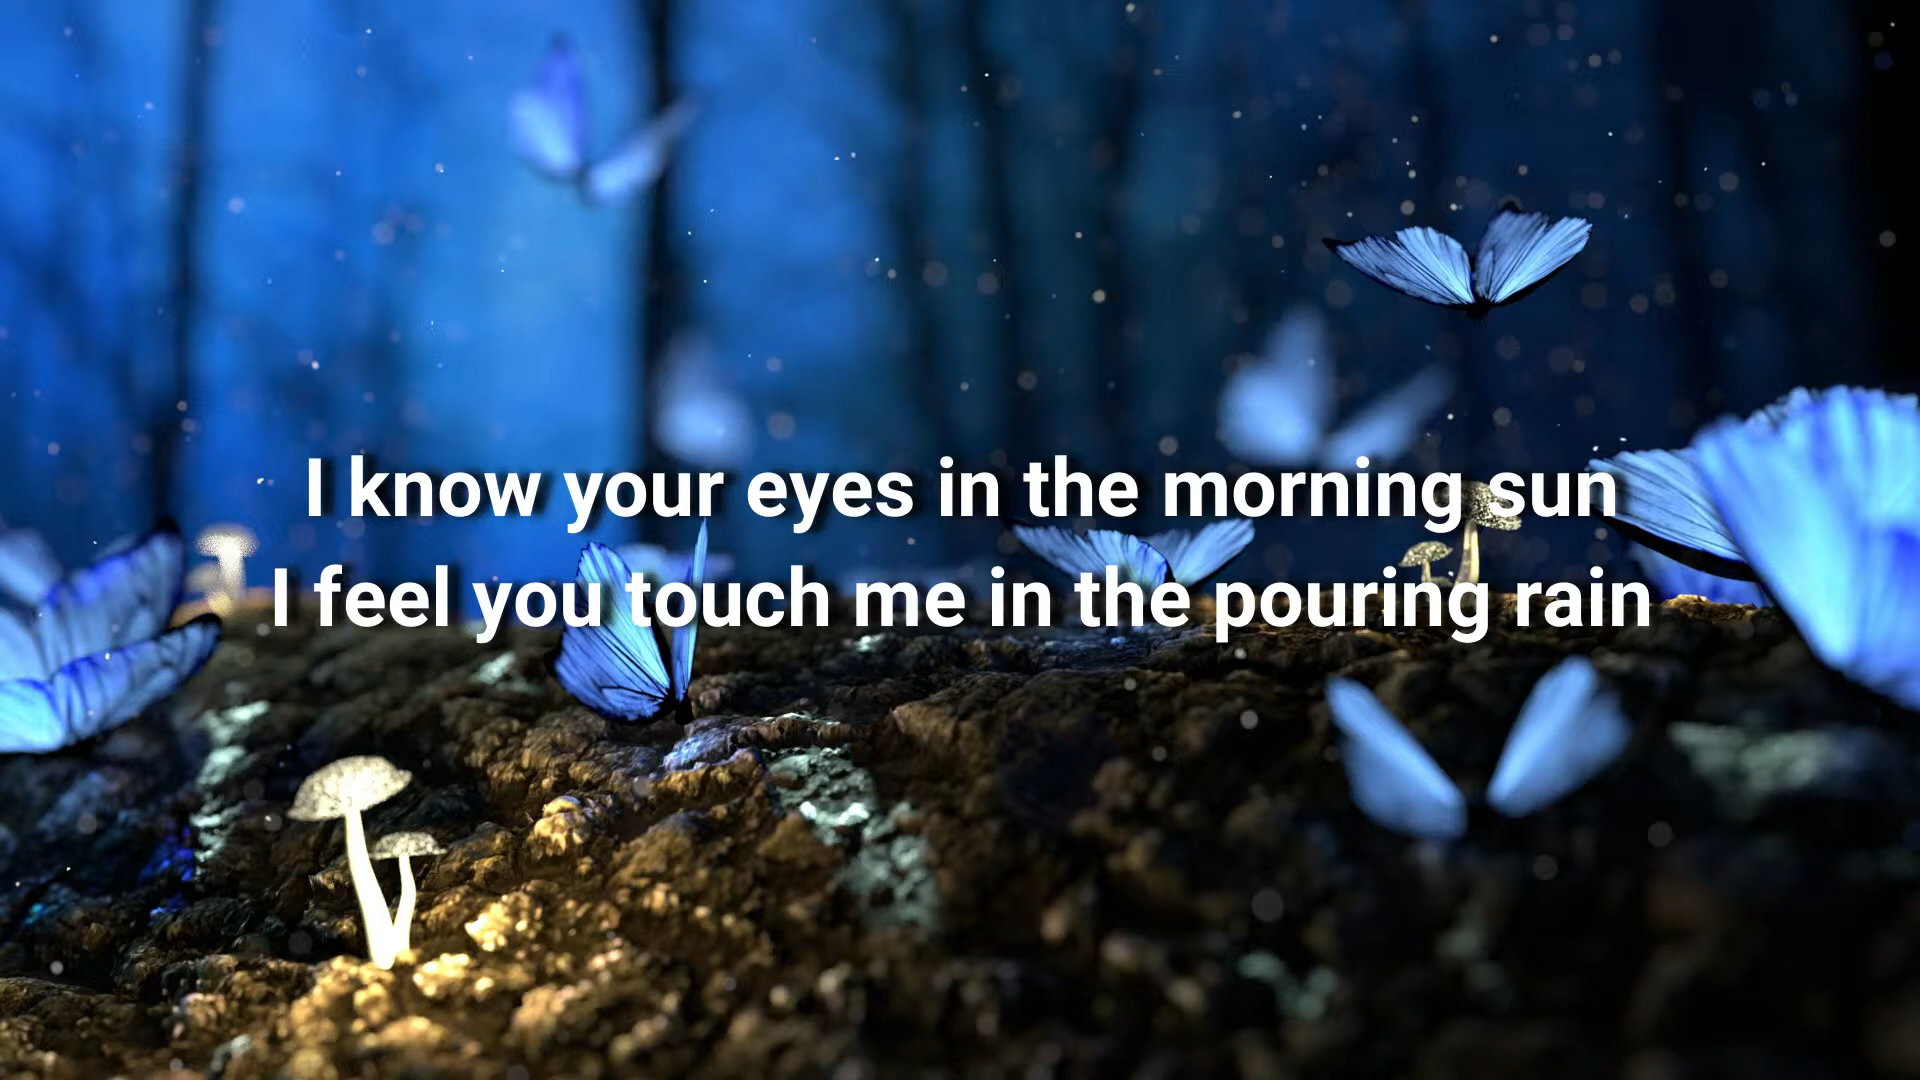 I know your eyes in the morning sun
I feel you touch me in the pouring rain